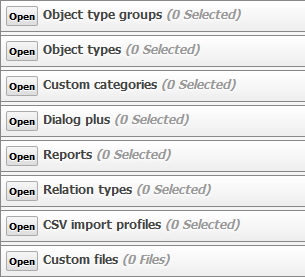 Open Object type groups (0 Selected)
Open Object types (0 Selected)
Open Custom categories (0 Selected)
Open Dialog plus (0 Selected)
Open Reports (0 Selected)
Open Relation types (0 Selected)
Open CSV import profiles (0 Selected)
Open Custom files (0 Files)